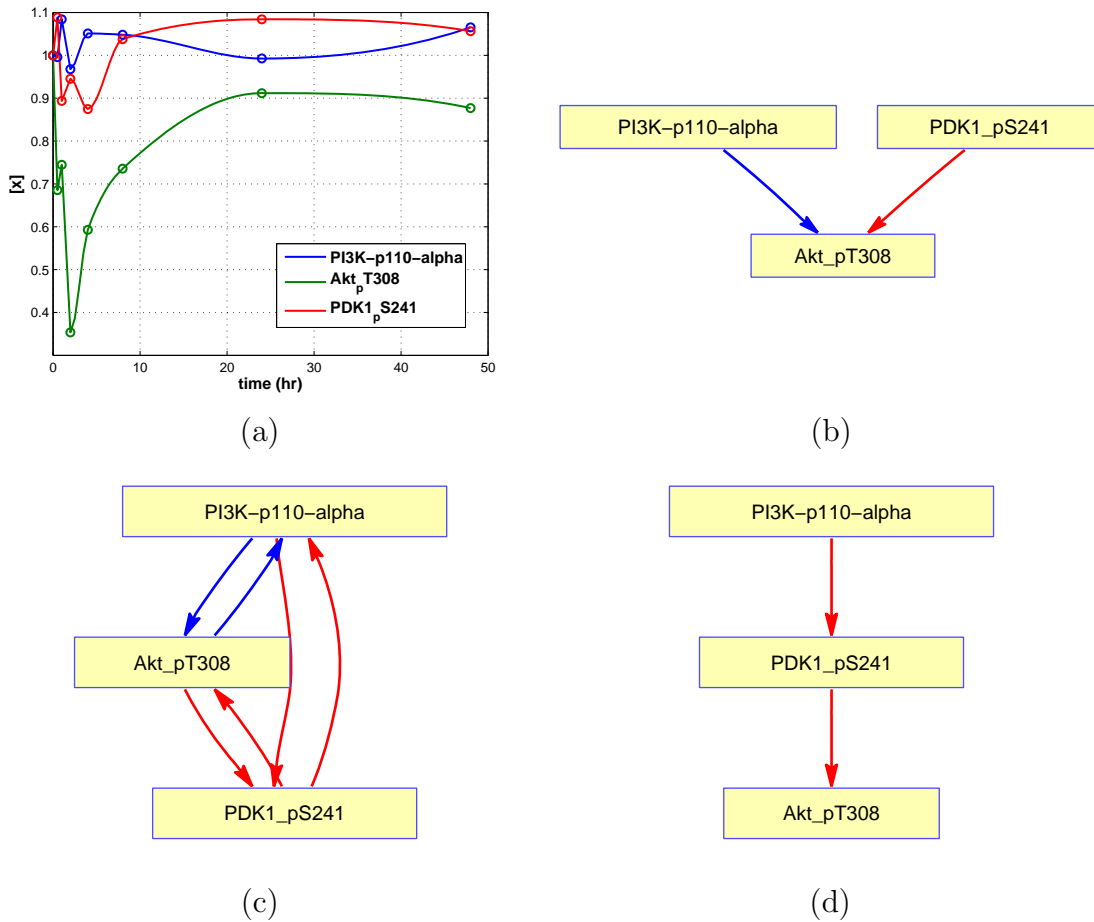 1.1
1
0.9
0.8
0.7
0.6
0.5
0.4
[x]
0 10 20 30 40 50
time (hr)
PI3K-p110-alpha
AktpT308
PDK1pS241
(a)
PI3K-p110-alpha
PDK1_pS241
Akt_pT308
(b)
PI3K-p110-alpha
Akt_pT308
PDK1_pS241
(c)
PI3K-p110-alpha
PDK1_pS241
Akt_pT308
(d)